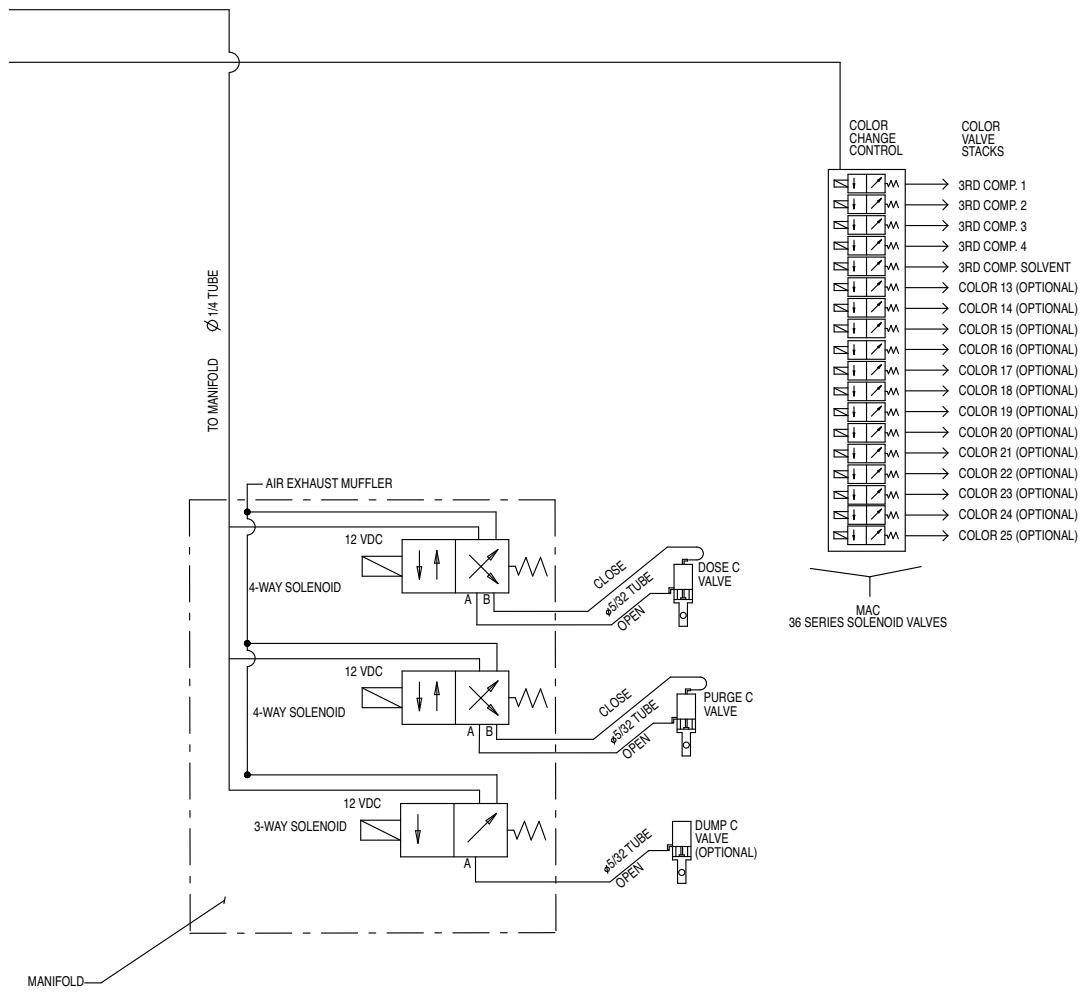 COLOR
CHANGE
CONTROL
COLOR
VALVE
STACKS
3RD COMP. 1
3RD COMP. 2
3RD COMP. 3
3RD COMP. 4
3RD COMP. SOLVENT
COLOR 13 (OPTIONAL)
COLOR 14 (OPTIONAL)
COLOR 15 (OPTIONAL)
COLOR 16 (OPTIONAL)
COLOR 17 (OPTIONAL)
COLOR 18 (OPTIONAL)
COLOR 19 (OPTIONAL)
COLOR 20 (OPTIONAL)
COLOR 21 (OPTIONAL)
COLOR 22 (OPTIONAL)
COLOR 23 (OPTIONAL)
COLOR 24 (OPTIONAL)
COLOR 25 (OPTIONAL)
MAC
36 SERIES SOLENOID VALVES
TO MANIFOLD Ø 1/4 TUBE
AIR EXHAUST MUFFLER
12 VDC
4-WAY SOLENOID
A B
CLOSE
ø5/32 TUBE
OPEN
DOSE C
VALVE
12 VDC
4-WAY SOLENOID
A B
CLOSE
ø5/32 TUBE
OPEN
PURGE C
VALVE
12 VDC
3-WAY SOLENOID
A
ø5/32 TUBE
OPEN
DUMP C
VALVE
(OPTIONAL)
MANIFOLD